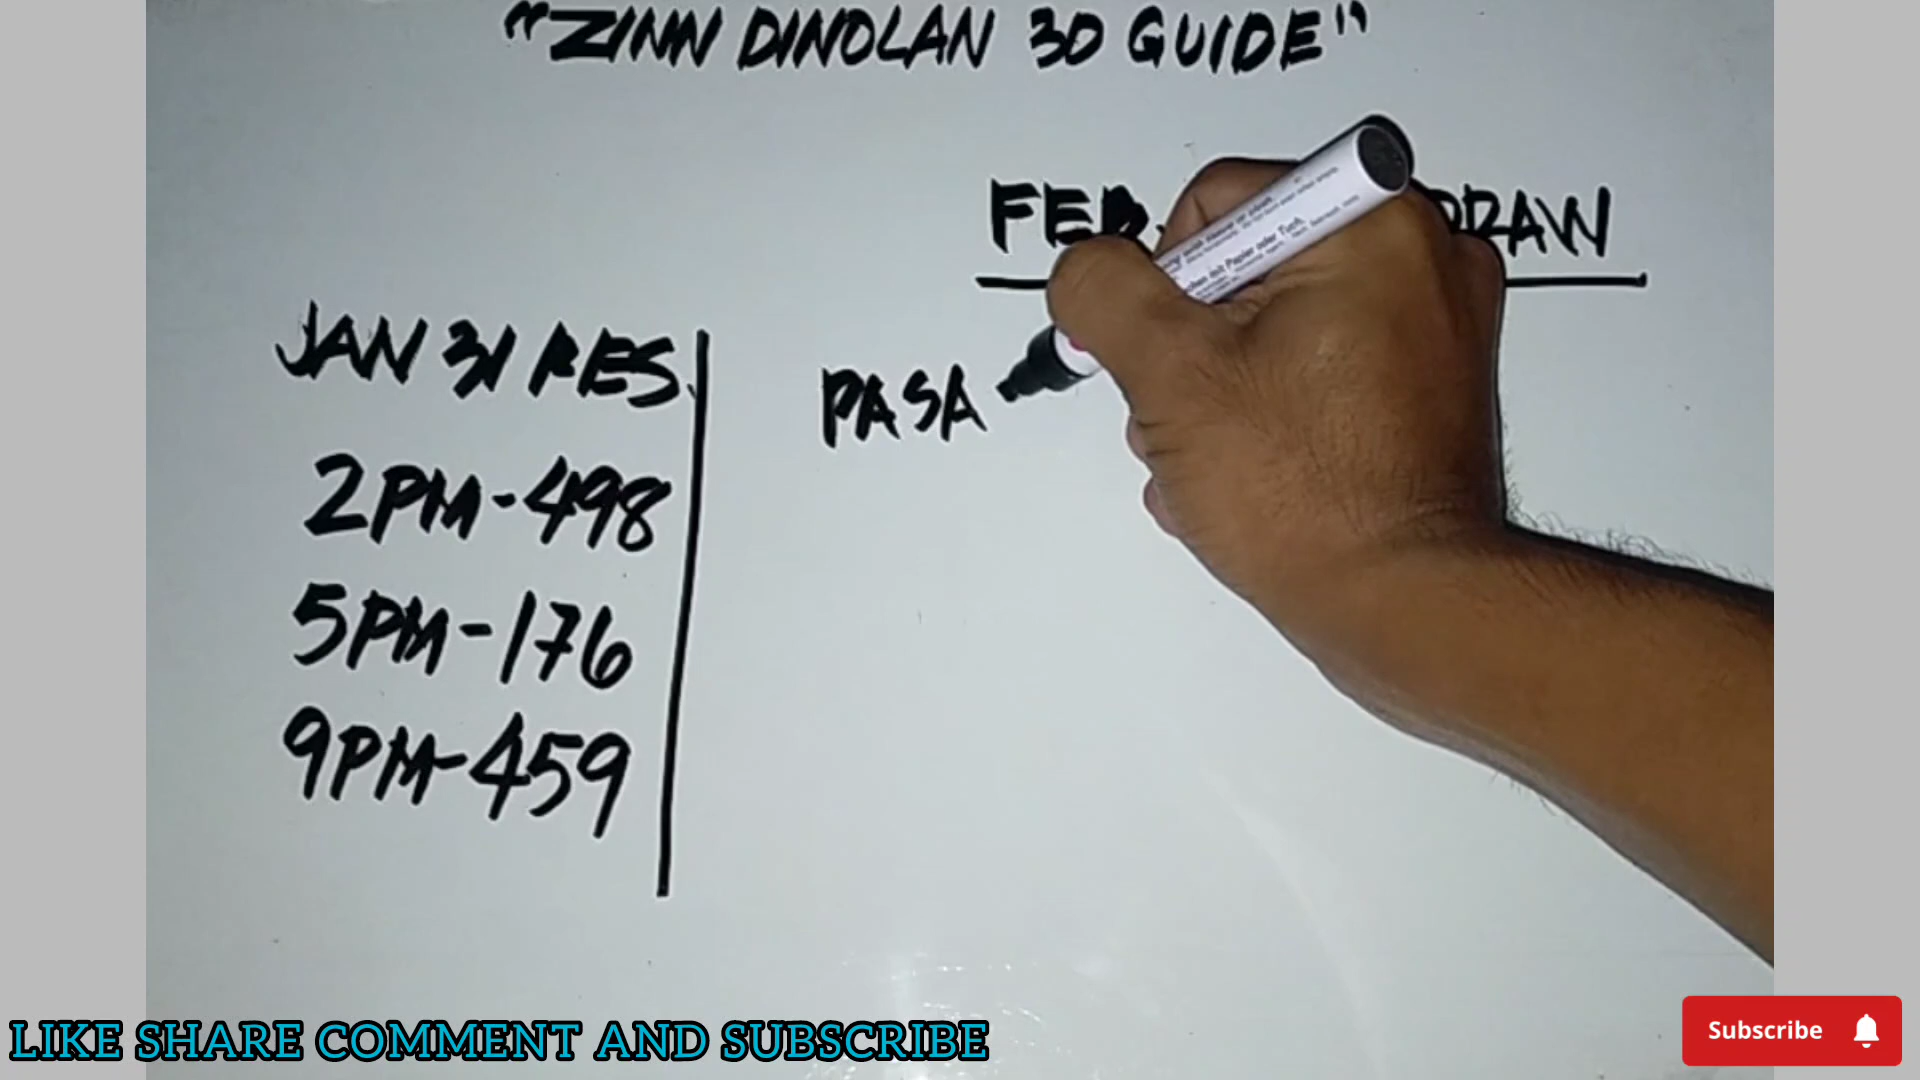 "ZINN DINOLAN 3D GUIDE"
FEB. DRAW
JAN 31 RES.
PASA
2PM-498
5PM-176
9PM-459
LIKE SHARE COMMENT AND SUBSCRIBE
Subscribe